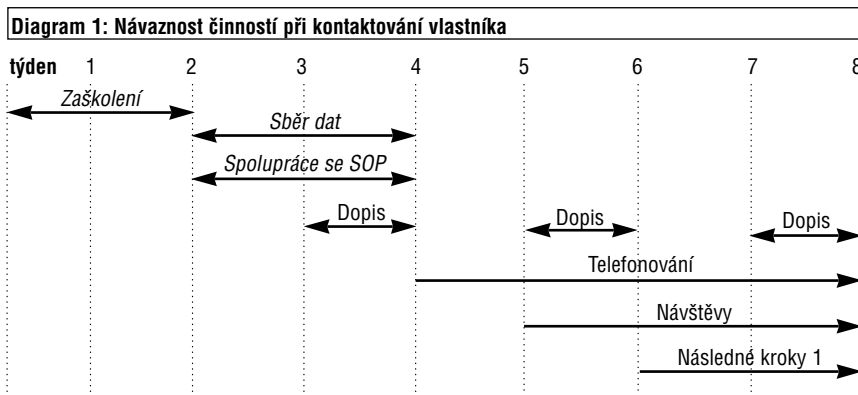 Diagram 1: Návaznost činností při kontaktování vlastníka
týden 1 2 3 4 5 6 7 8
Zaškolení
Sběr dat
Spolupráce se SOP
Dopis Dopis Dopis
Telefonování
Návštěvy
Následné kroky 1